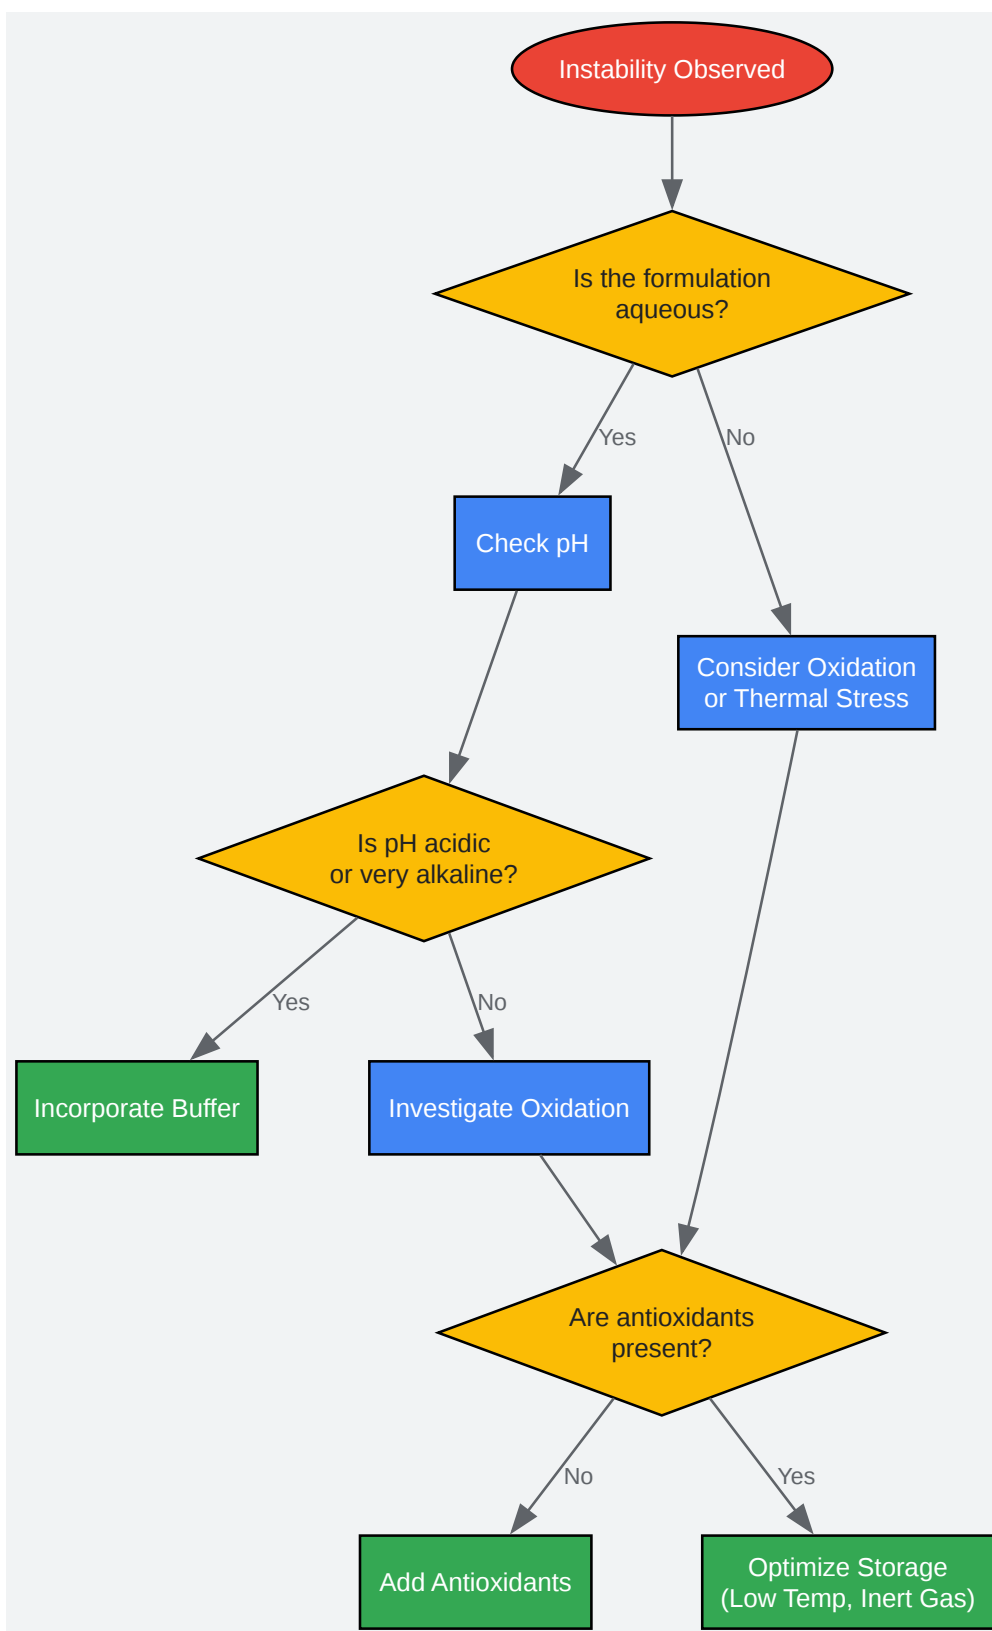 Instability Observed
Is the formulation
aqueous?
Yes
No
Check pH
Consider Oxidation
or Thermal Stress
Is pH acidic
or very alkaline?
Yes
No
Incorporate Buffer
Investigate Oxidation
Are antioxidants
present?
No
Yes
Add Antioxidants
Optimize Storage
(Low Temp, Inert Gas)